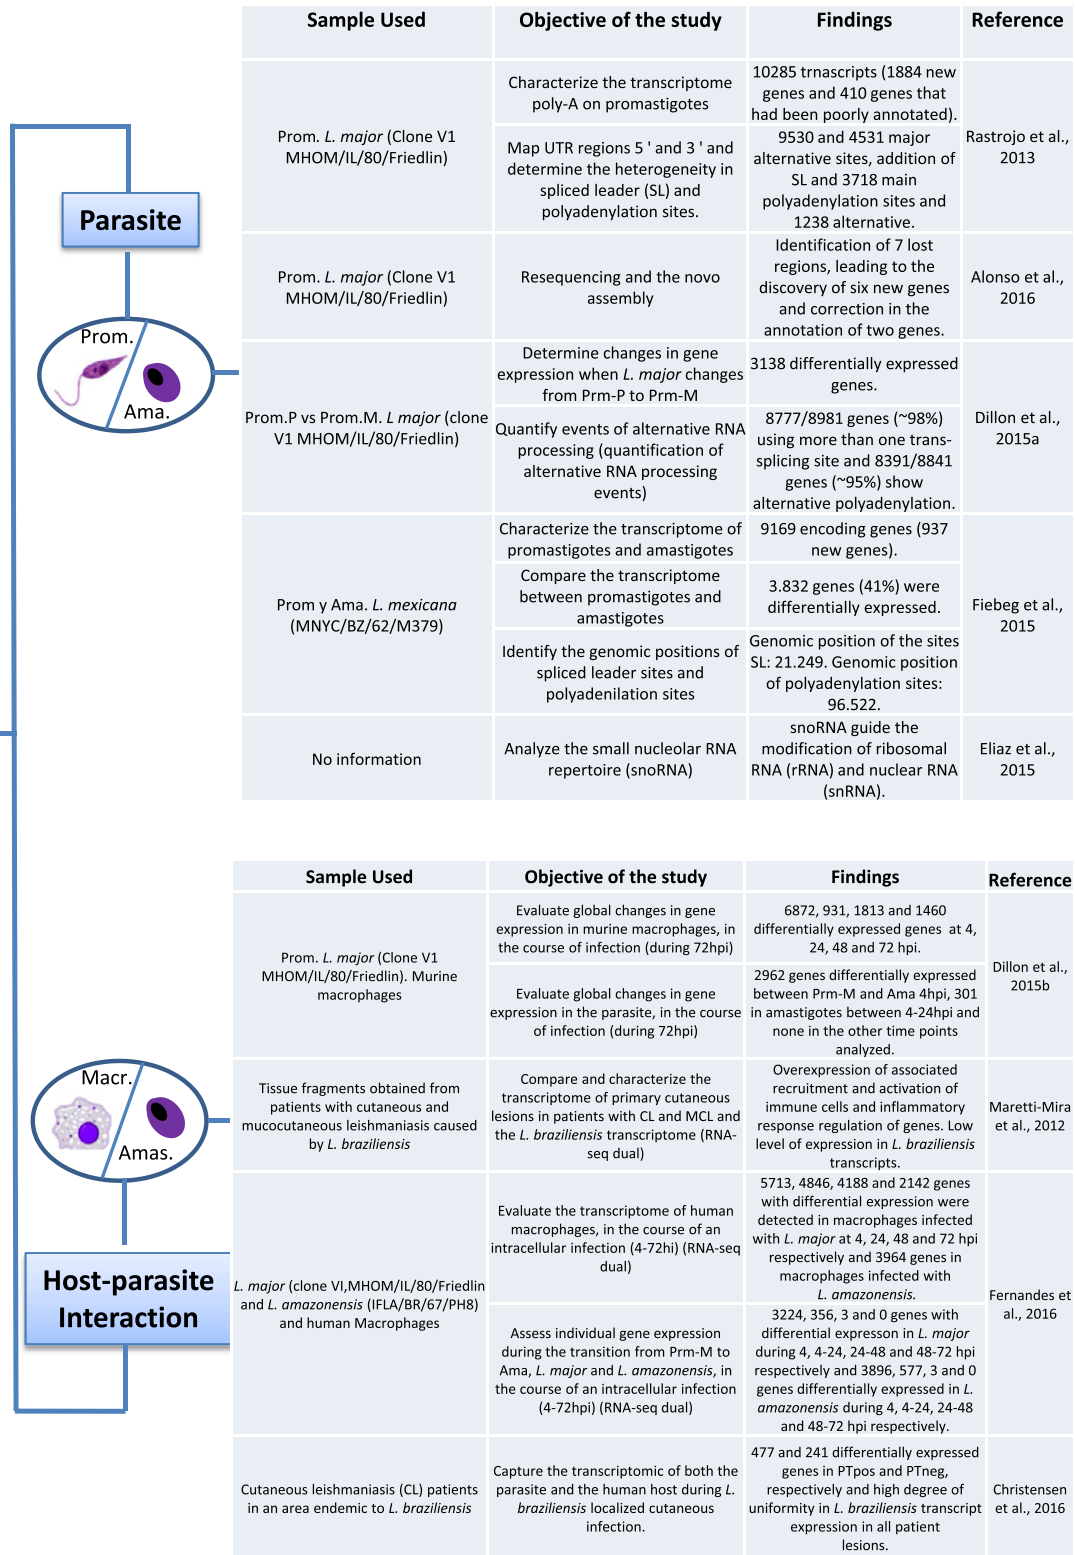 Sample Used
Objective of the study
Findings
Reference
Prom. L. major (Clone V1
MHOM/IL/80/Friedlin)
Characterize the transcriptome
poly-A on promastigotes
10285 trnascripts (1884 new
genes and 410 genes that
had been poorly annotated).
Rastrojo et al.,
2013
Map UTR regions 5 ' and 3 ' and
determine the heterogeneity in
spliced leader (SL) and
polyadenylation sites.
9530 and 4531 major
alternative sites, addition of
SL and 3718 main
polyadenylation sites and
1238 alternative.
Parasite
Prom. L. major (Clone V1
MHOM/IL/80/Friedlin)
Resequencing and the novo
assembly
Identification of 7 lost
regions, leading to the
discovery of six new genes
and correction in the
annotation of two genes.
Alonso et al.,
2016
Prom.
Ama.
Prom.P vs Prom.M. L major (clone
V1 MHOM/IL/80/Friedlin)
Determine changes in gene
expression when L. major changes
from Prm-P to Prm-M
3138 differentially expressed
genes.
Dillon et al.,
2015a
Quantify events of alternative RNA
processing (quantification of
alternative RNA processing
events)
8777/8981 genes (~98%)
using more than one trans-
splicing site and 8391/8841
genes (~95%) show
alternative polyadenylation.
Prom y Ama. L. mexicana
(MNYC/BZ/62/M379)
Characterize the transcriptome of
promastigotes and amastigotes
9169 encoding genes (937
new genes).
Fiebeg et al.,
2015
Compare the transcriptome
between promastigotes and
amastigotes
3.832 genes (41%) were
differentially expressed.
Identify the genomic positions of
spliced leader sites and
polyadenilation sites
Genomic position of the sites
SL: 21.249. Genomic position
of polyadenylation sites:
96.522.
No information
Analyze the small nucleolar RNA
repertoire (snoRNA)
snoRNA guide the
modification of ribosomal
RNA (rRNA) and nuclear RNA
(snRNA).
Eliaz et al.,
2015
Sample Used
Objective of the study
Findings
Reference
Prom. L. major (Clone V1
MHOM/IL/80/Friedlin). Murine
macrophages
Evaluate global changes in gene
expression in murine macrophages, in
the course of infection (during 72hpi)
6872, 931, 1813 and 1460
differentially expressed genes at 4,
24, 48 and 72 hpi.
Dillon et al.,
2015b
Evaluate global changes in gene
expression in the parasite, in the course
of infection (during 72hpi)
2962 genes differentially expressed
between Prm-M and Ama 4hpi, 301
in amastigotes between 4-24hpi and
none in the other time points
analyzed.
Macr.
Amas.
Tissue fragments obtained from
patients with cutaneous and
mucocutaneous leishmaniasis caused
by L. braziliensis
Compare and characterize the
transcriptome of primary cutaneous
lesions in patients with CL and MCL and
the L. braziliensis transcriptome (RNA-
seq dual)
Overexpression of associated
recruitment and activation of
immune cells and inflammatory
response regulation of genes. Low
level of expression in L. braziliensis
transcripts.
Maretti-Mira
et al., 2012
Host-parasite
Interaction
L. major (clone VI,MHOM/IL/80/Friedlin
and L. amazonensis (IFLA/BR/67/PH8)
and human Macrophages
Evaluate the transcriptome of human
macrophages, in the course of an
intracellular infection (4-72hi) (RNA-seq
dual)
5713, 4846, 4188 and 2142 genes
with differential expression were
detected in macrophages infected
with L. major at 4, 24, 48 and 72 hpi
respectively and 3964 genes in
macrophages infected with
L. amazonensis.
Fernandes et
al., 2016
Assess individual gene expression
during the transition from Prm-M to
Ama, L. major and L. amazonensis, in
the course of an intracellular infection
(4-72hpi) (RNA-seq dual)
3224, 356, 3 and 0 genes with
differential expresson in L. major
during 4, 4-24, 24-48 and 48-72 hpi
respectively and 3896, 577, 3 and 0
genes differentially expressed in L.
amazonensis during 4, 4-24, 24-48
and 48-72 hpi respectively.
Cutaneous leishmaniasis (CL) patients
in an area endemic to L. braziliensis
Capture the transcriptomic of both the
parasite and the human host during L.
braziliensis localized cutaneous
infection.
477 and 241 differentially expressed
genes in PTpos and PTneg,
respectively and high degree of
uniformity in L. braziliensis transcript
expression in all patient
lesions.
Christensen
et al., 2016